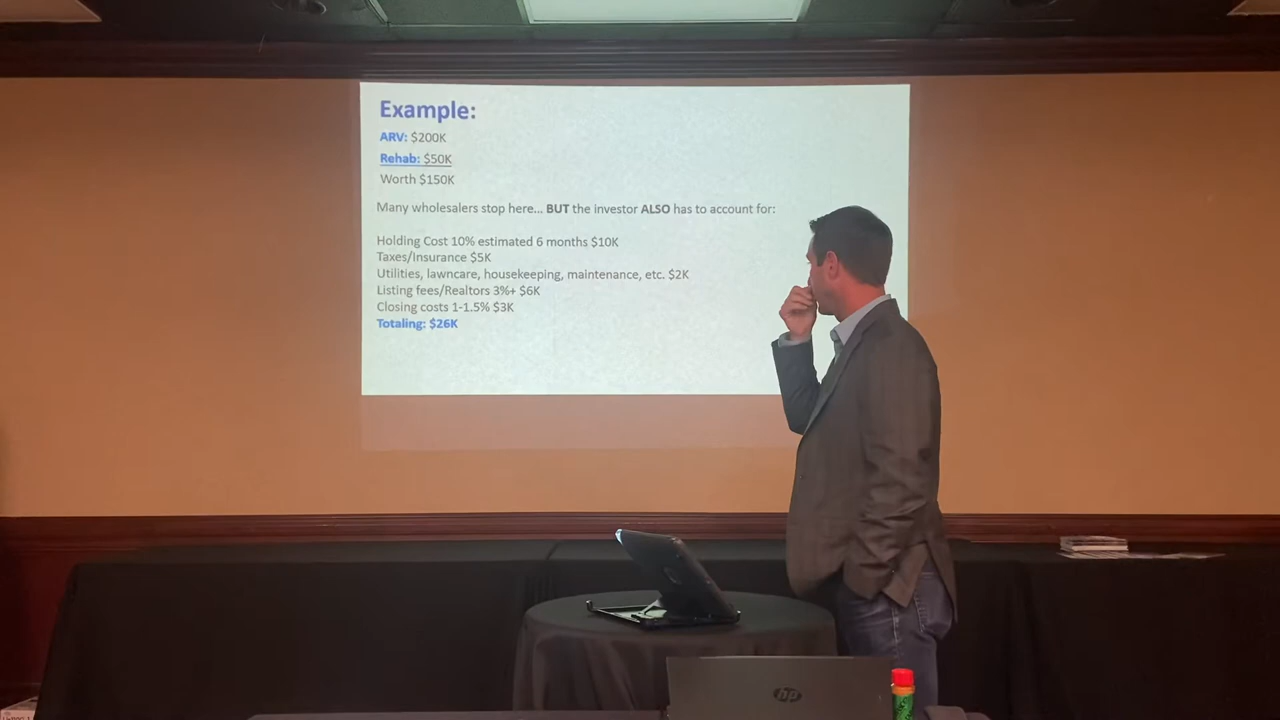 Example:
ARV: $200K
Rehab: $50K
Worth $150K
Many wholesalers stop here... BUT the investor ALSO has to account for:
Holding Cost 10% estimated 6 months $10K
Taxes/Insurance $5K
Utilities, lawncare, housekeeping, maintenance, etc. $2K
Listing fees/Realtors 3%+ $6K
Closing costs 1-1.5% $3K
Totaling: $26K
hp